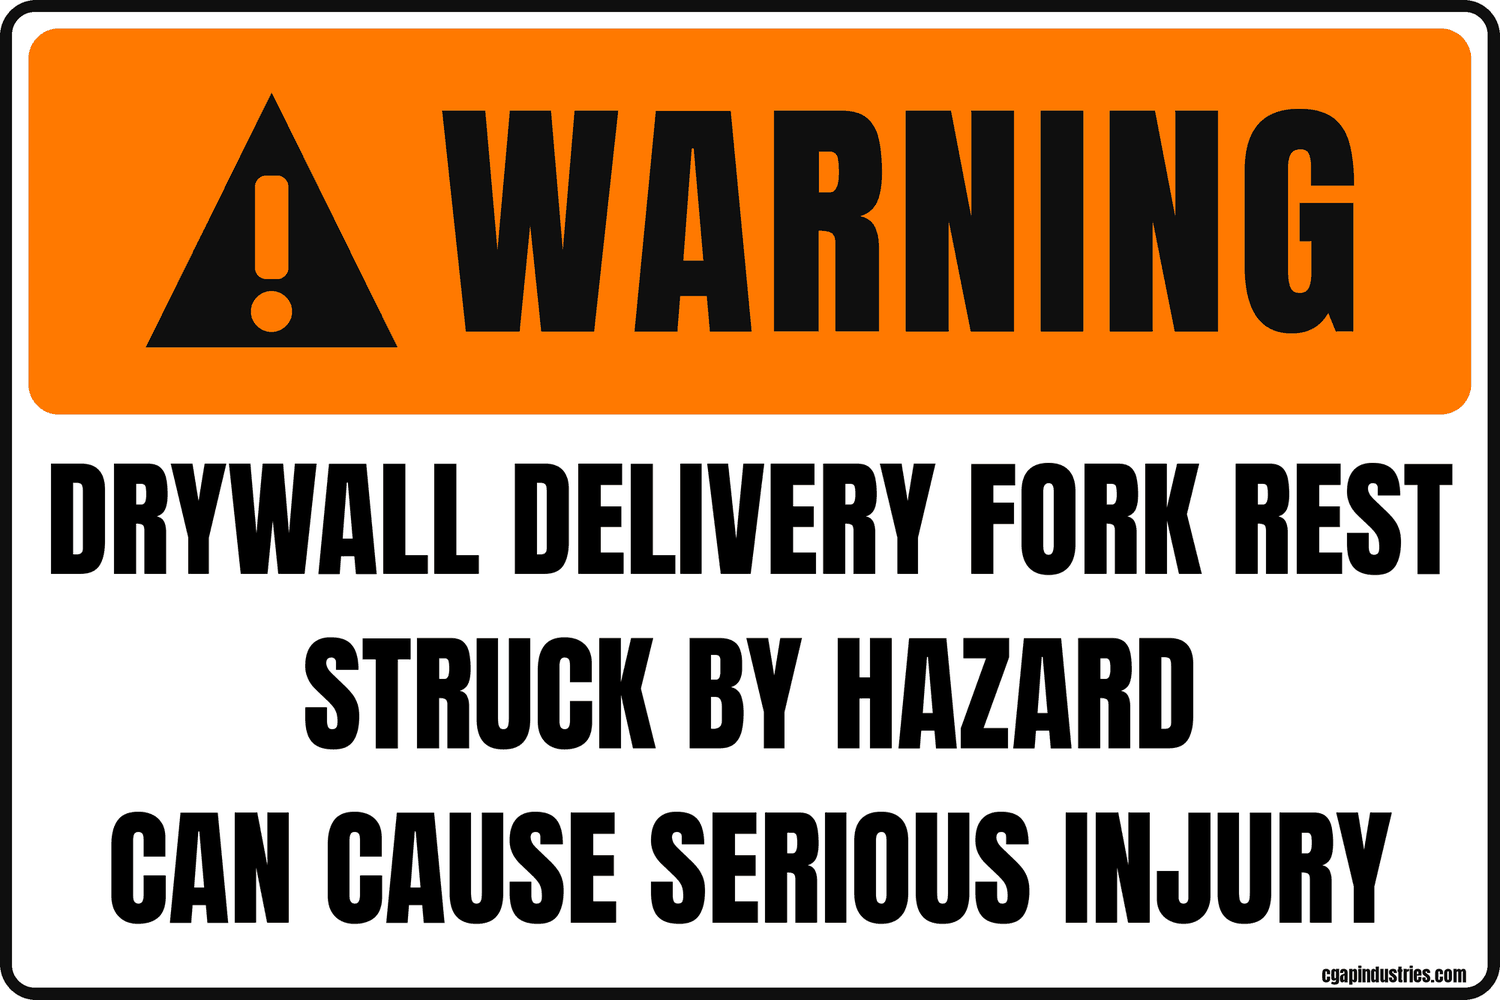 WARNING
DRYWALL DELIVERY FORK REST
STRUCK BY HAZARD
CAN CAUSE SERIOUS INJURY
cgapindustries.com